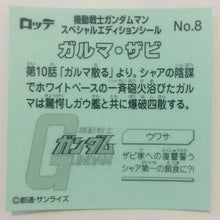 ロッテ
機動戦士ガンダムマン
スペシャルエディションシール
No.8
ガルマ・ザビ
第10話「ガルマ散る」より。シャアの陰謀
でホワイトベースの一斉砲火浴びたガル
マは驚愕しガウ艦と共に爆破四散する。
機動戦士
ガンダム
GUNDAM
ウワサ
ザビ家への復讐誓う
シャア第一の餌食に?!
©創通・サンライズ